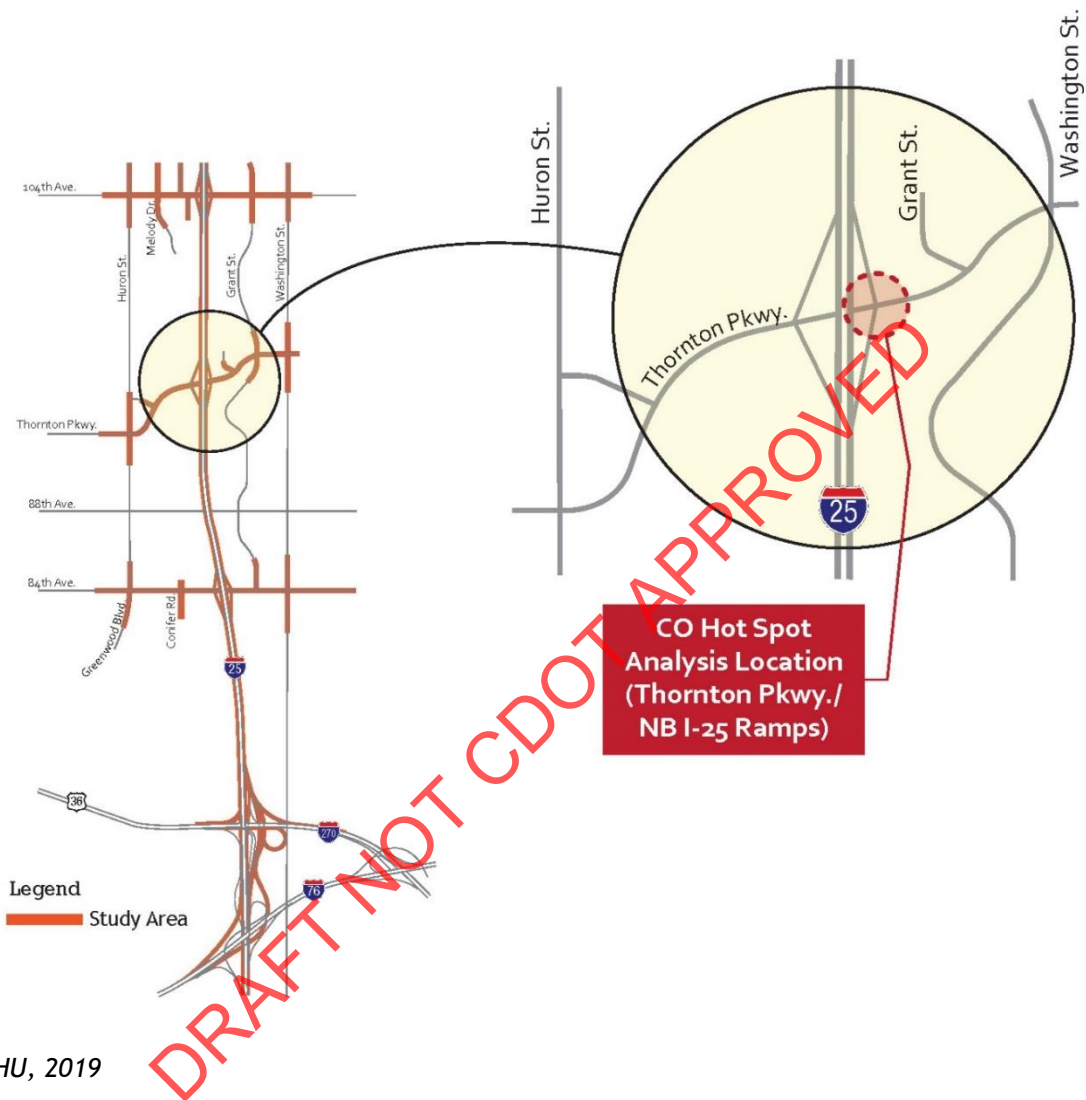 104th Ave.
Melody Dr.
Huron St.
Grant St.
Washington St.
Thornton Pkwy.
88th Ave.
84th Ave.
Greenwood Blvd
Conifer Rd.
25
36
270
76
Legend
Study Area
Huron St.
Thornton Pkwy.
Grant St.
Washington St.
25
CO Hot Spot
Analysis Location
(Thornton Pkwy./
NB I-25 Ramps)
DRAFT NOT CDOT APPROVED
HU, 2019